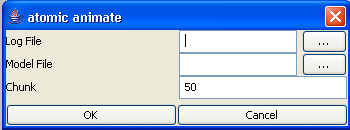 atomic animate
Log File ...
Model File ...
Chunk 50
OK Cancel